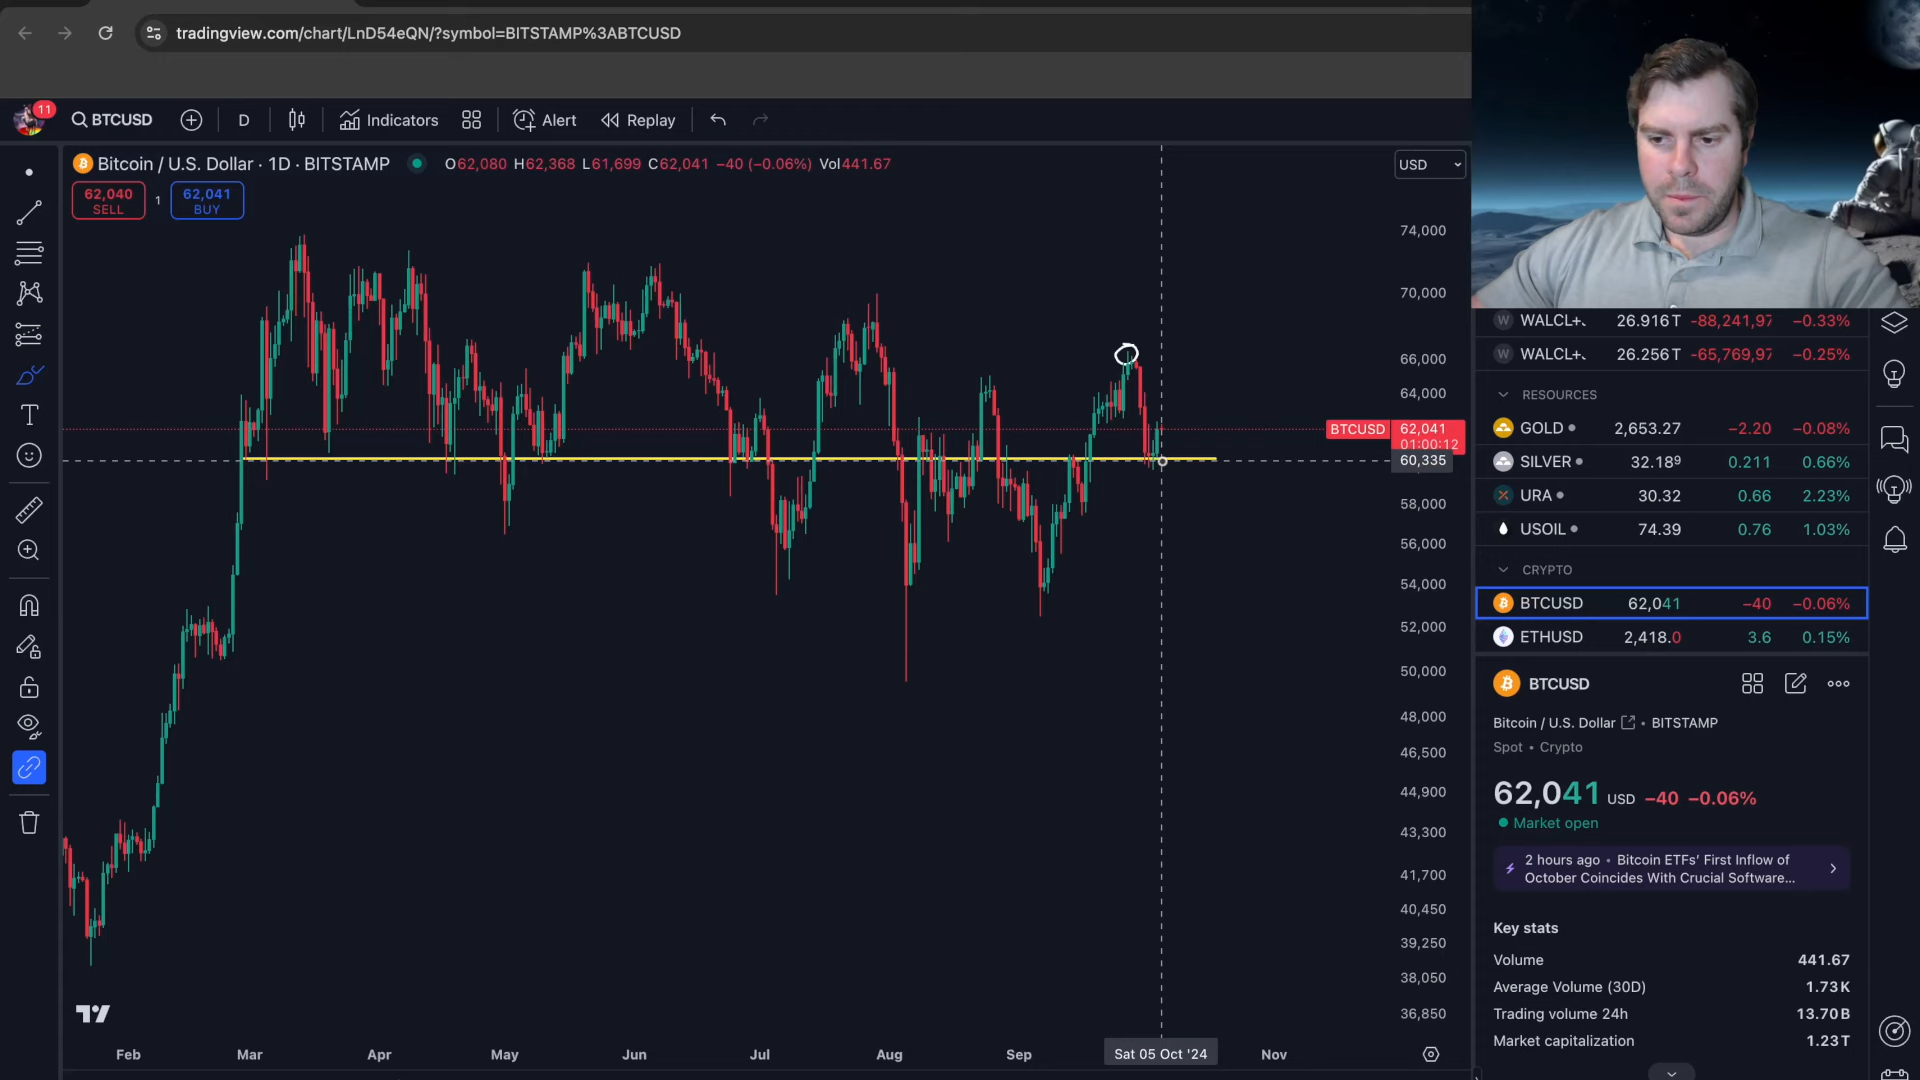 tradingview.com/chart/LnD54eQN/?symbol=BITSTAMP%3ABTCUSD
11
BTCUSD
D
Indicators
Alert
Replay
Bitcoin / U.S. Dollar · 1D · BITSTAMP
O62,080 H62,368 L61,699 C62,041 −40 (−0.06%) Vol441.67
USD
62,040
SELL
1
62,041
BUY
74,000
70,000
66,000
64,000
BTCUSD
62,041
01:00:12
60,335
58,000
56,000
54,000
52,000
50,000
48,000
46,500
44,900
43,300
41,700
40,450
39,250
38,050
36,850
Feb
Mar
Apr
May
Jun
Jul
Aug
Sep
Sat 05 Oct '24
Nov
WALCL+ 26.916T −88,241,97 −0.33%
WALCL+ 26.256T −65,769,97 −0.25%
RESOURCES
GOLD 2,653.27 −2.20 −0.08%
SILVER 32.189 0.211 0.66%
URA 30.32 0.66 2.23%
USOIL 74.39 0.76 1.03%
CRYPTO
BTCUSD 62,041 −40 −0.06%
ETHUSD 2,418.0 3.6 0.15%
BTCUSD
Bitcoin / U.S. Dollar • BITSTAMP
Spot • Crypto
62,041 USD −40 −0.06%
Market open
2 hours ago • Bitcoin ETFs' First Inflow of
October Coincides With Crucial Software...
Key stats
Volume 441.67
Average Volume (30D) 1.73K
Trading volume 24h 13.70B
Market capitalization 1.23T